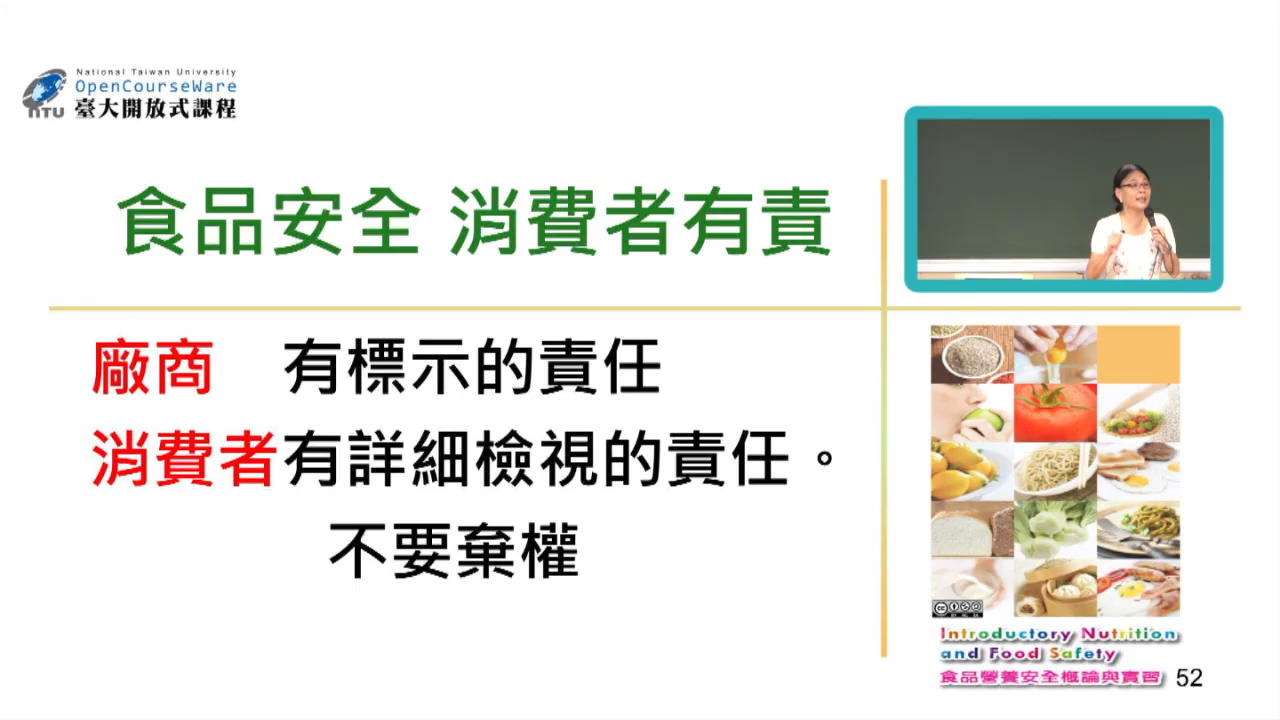 National Taiwan University
OpenCourseWare
NTU 臺大開放式課程
食品安全 消費者有責
廠商 有標示的責任
消費者有詳細檢視的責任。
不要棄權
Introductory Nutrition
and Food Safety
食品營養安全概論與實習
52